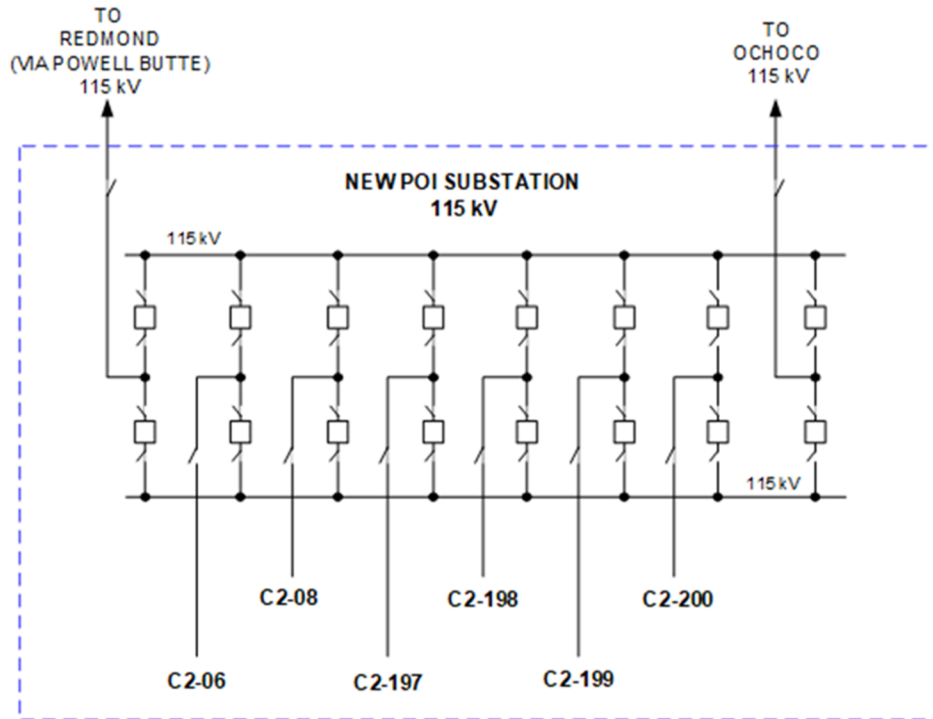 TO
REDMOND
(VIA POWELL BUTTE)
115 kV
TO
OCHOCO
115 kV
NEW POI SUBSTATION
115 kV
115 kV
115 kV
C2-08
C2-198
C2-200
C2-06
C2-197
C2-199